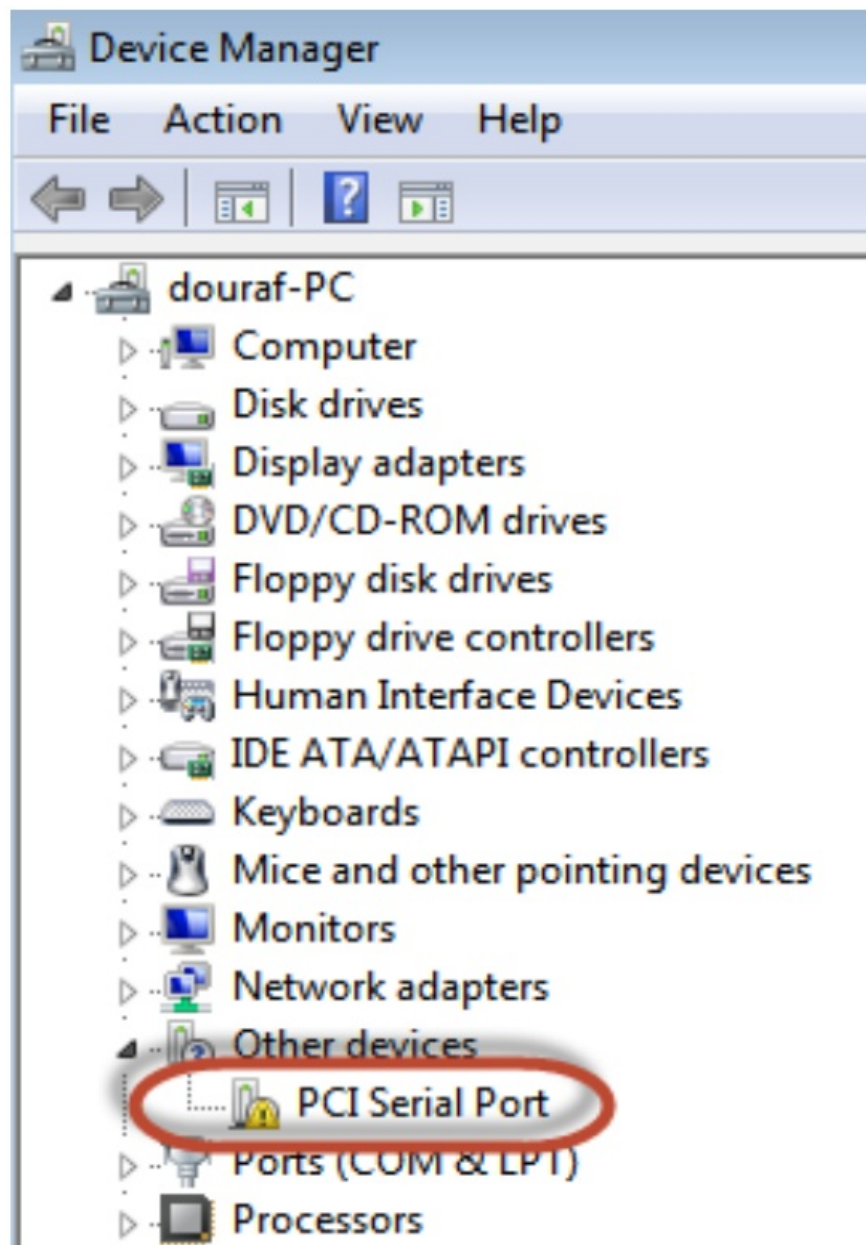 Device Manager
File Action View Help
douraf-PC
Computer
Disk drives
Display adapters
DVD/CD-ROM drives
Floppy disk drives
Floppy drive controllers
Human Interface Devices
IDE ATA/ATAPI controllers
Keyboards
Mice and other pointing devices
Monitors
Network adapters
Other devices
PCI Serial Port
Ports (COM & LPT)
Processors